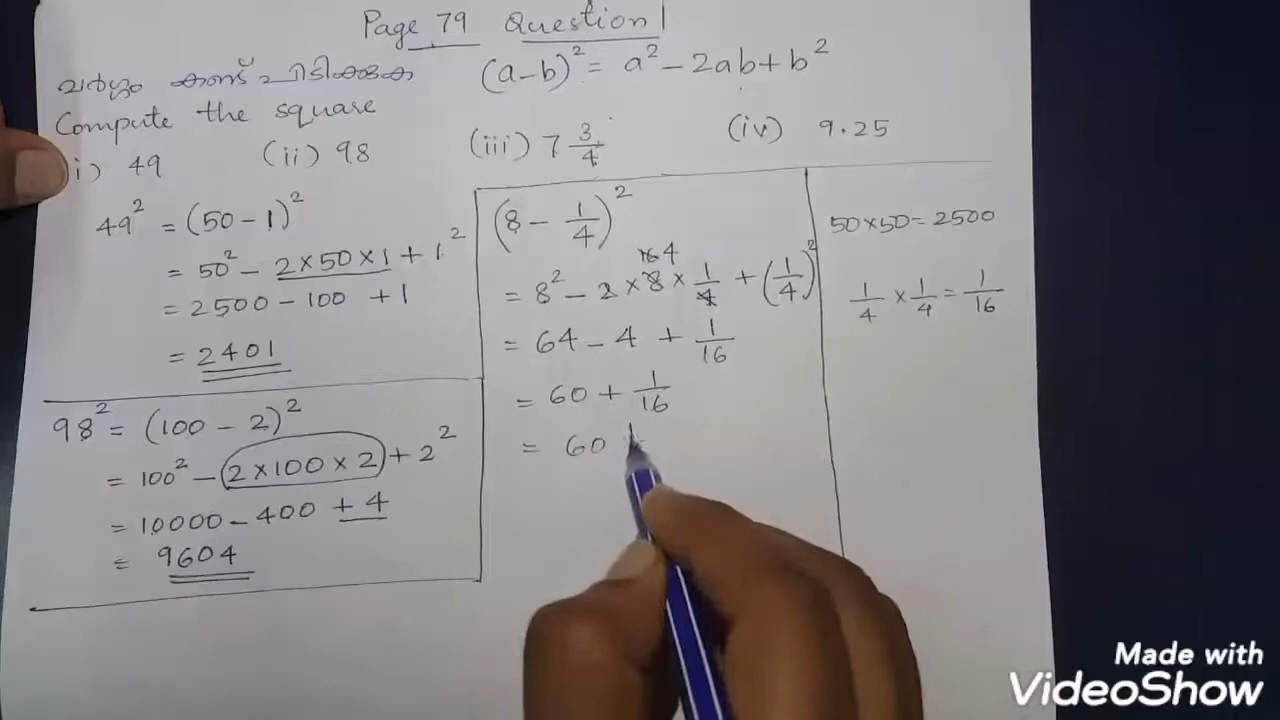 Page 79 Question 1
വർഗ്ഗം കണ്ട് പിടിക്കുക
(a-b)² = a² - 2ab + b²
Compute the square
i) 49 (ii) 98 (iii) 7 3/4 (iv) 9.25
49² = (50 - 1)²
= 50² - 2×50×1 + 1²
= 2500 - 100 + 1
= 2401
98² = (100 - 2)²
= 100² - (2×100×2) + 2²
= 10000 - 400 + 4
= 9604
(8 - 1/4)²
4
= 8² - 2 × 8 × 1/4 + (1/4)²
= 64 - 4 + 1/16
= 60 + 1/16
= 60 1
50×50 = 2500
1/4 × 1/4 = 1/16
Made with
VideoShow